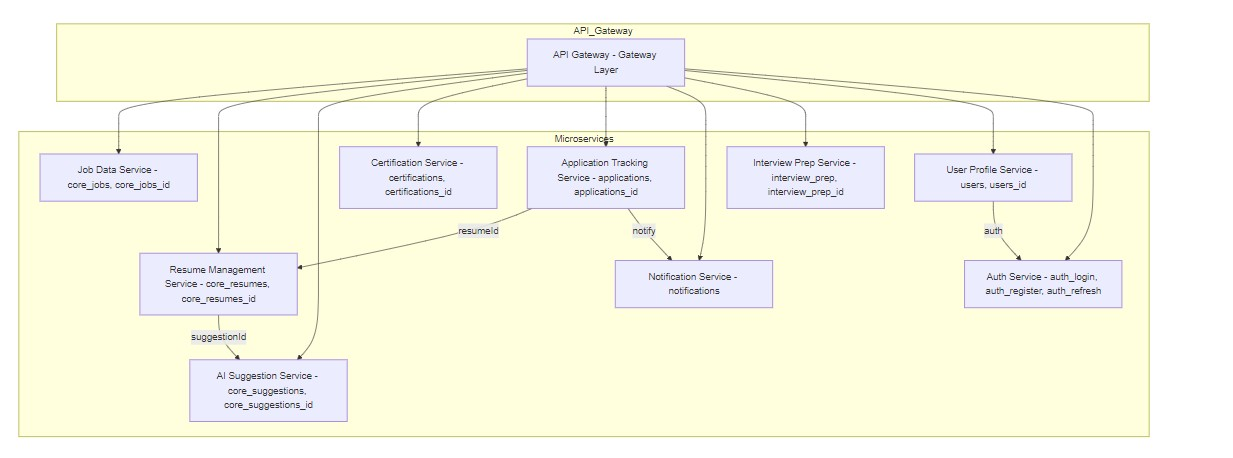 API_Gateway
API Gateway - Gateway
Layer
Microservices
Job Data Service -
core_jobs, core_jobs_id
Certification Service -
certifications,
certifications_id
Application Tracking
Service - applications,
applications_id
Interview Prep Service -
interview_prep,
interview_prep_id
User Profile Service -
users, users_id
resumeId
notify
auth
Resume Management
Service - core_resumes,
core_resumes_id
Notification Service -
notifications
Auth Service - auth_login,
auth_register, auth_refresh
suggestionId
AI Suggestion Service -
core_suggestions,
core_suggestions_id